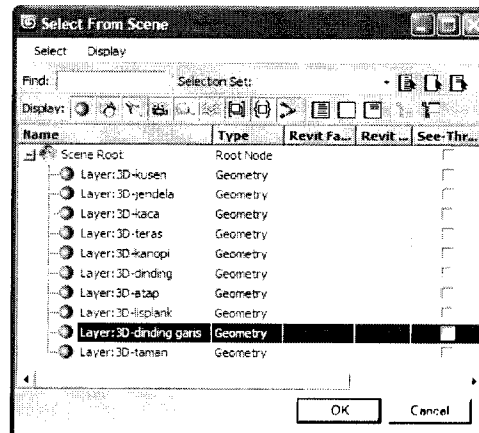 Select From Scene
Select Display
Find: Selection Set:
Display:
Name Type Revit Fa... Revit ... See-Thr...
Scene Root Root Node
Layer:3D-kusen Geometry
Layer:3D-jendela Geometry
Layer:3D-kaca Geometry
Layer:3D-teras Geometry
Layer:3D-kanopi Geometry
Layer:3D-dinding Geometry
Layer:3D-atap Geometry
Layer:3D-lisplank Geometry
Layer:3D-dinding garis Geometry
Layer:3D-taman Geometry
OK Cancel